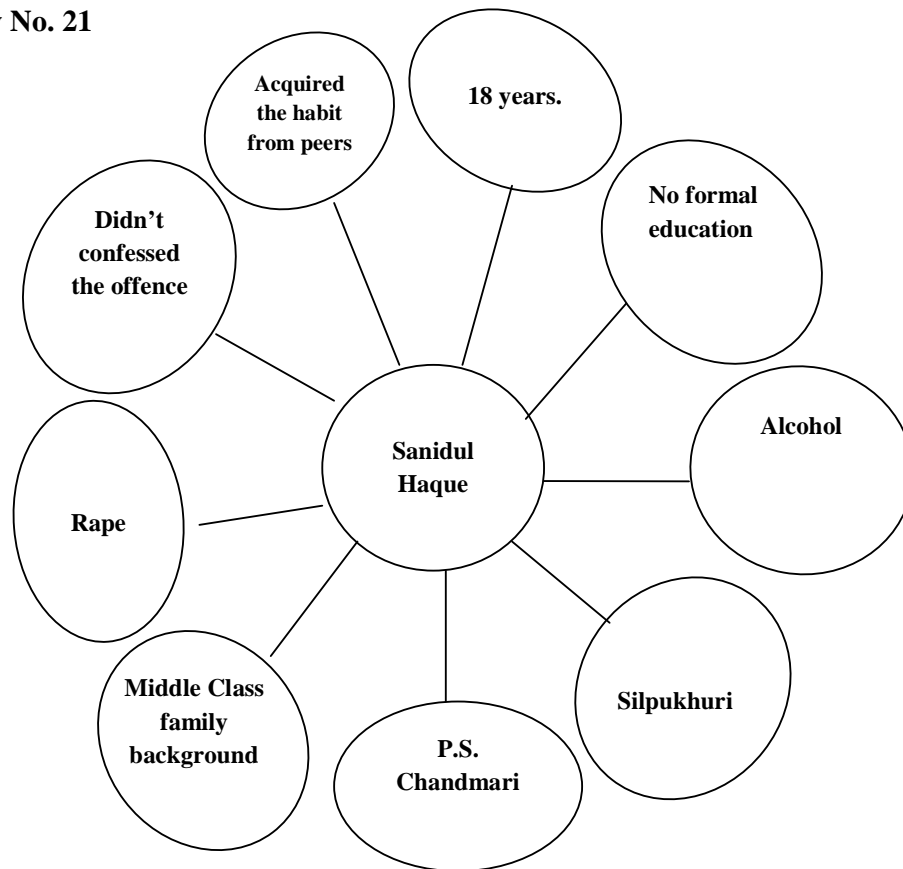 No. 21
Acquired
the habit
from peers
18 years.
No formal
education
Didn't
confessed
the offence
Alcohol
Sanidul
Haque
Rape
Silpukhuri
Middle Class
family
background
P.S.
Chandmari